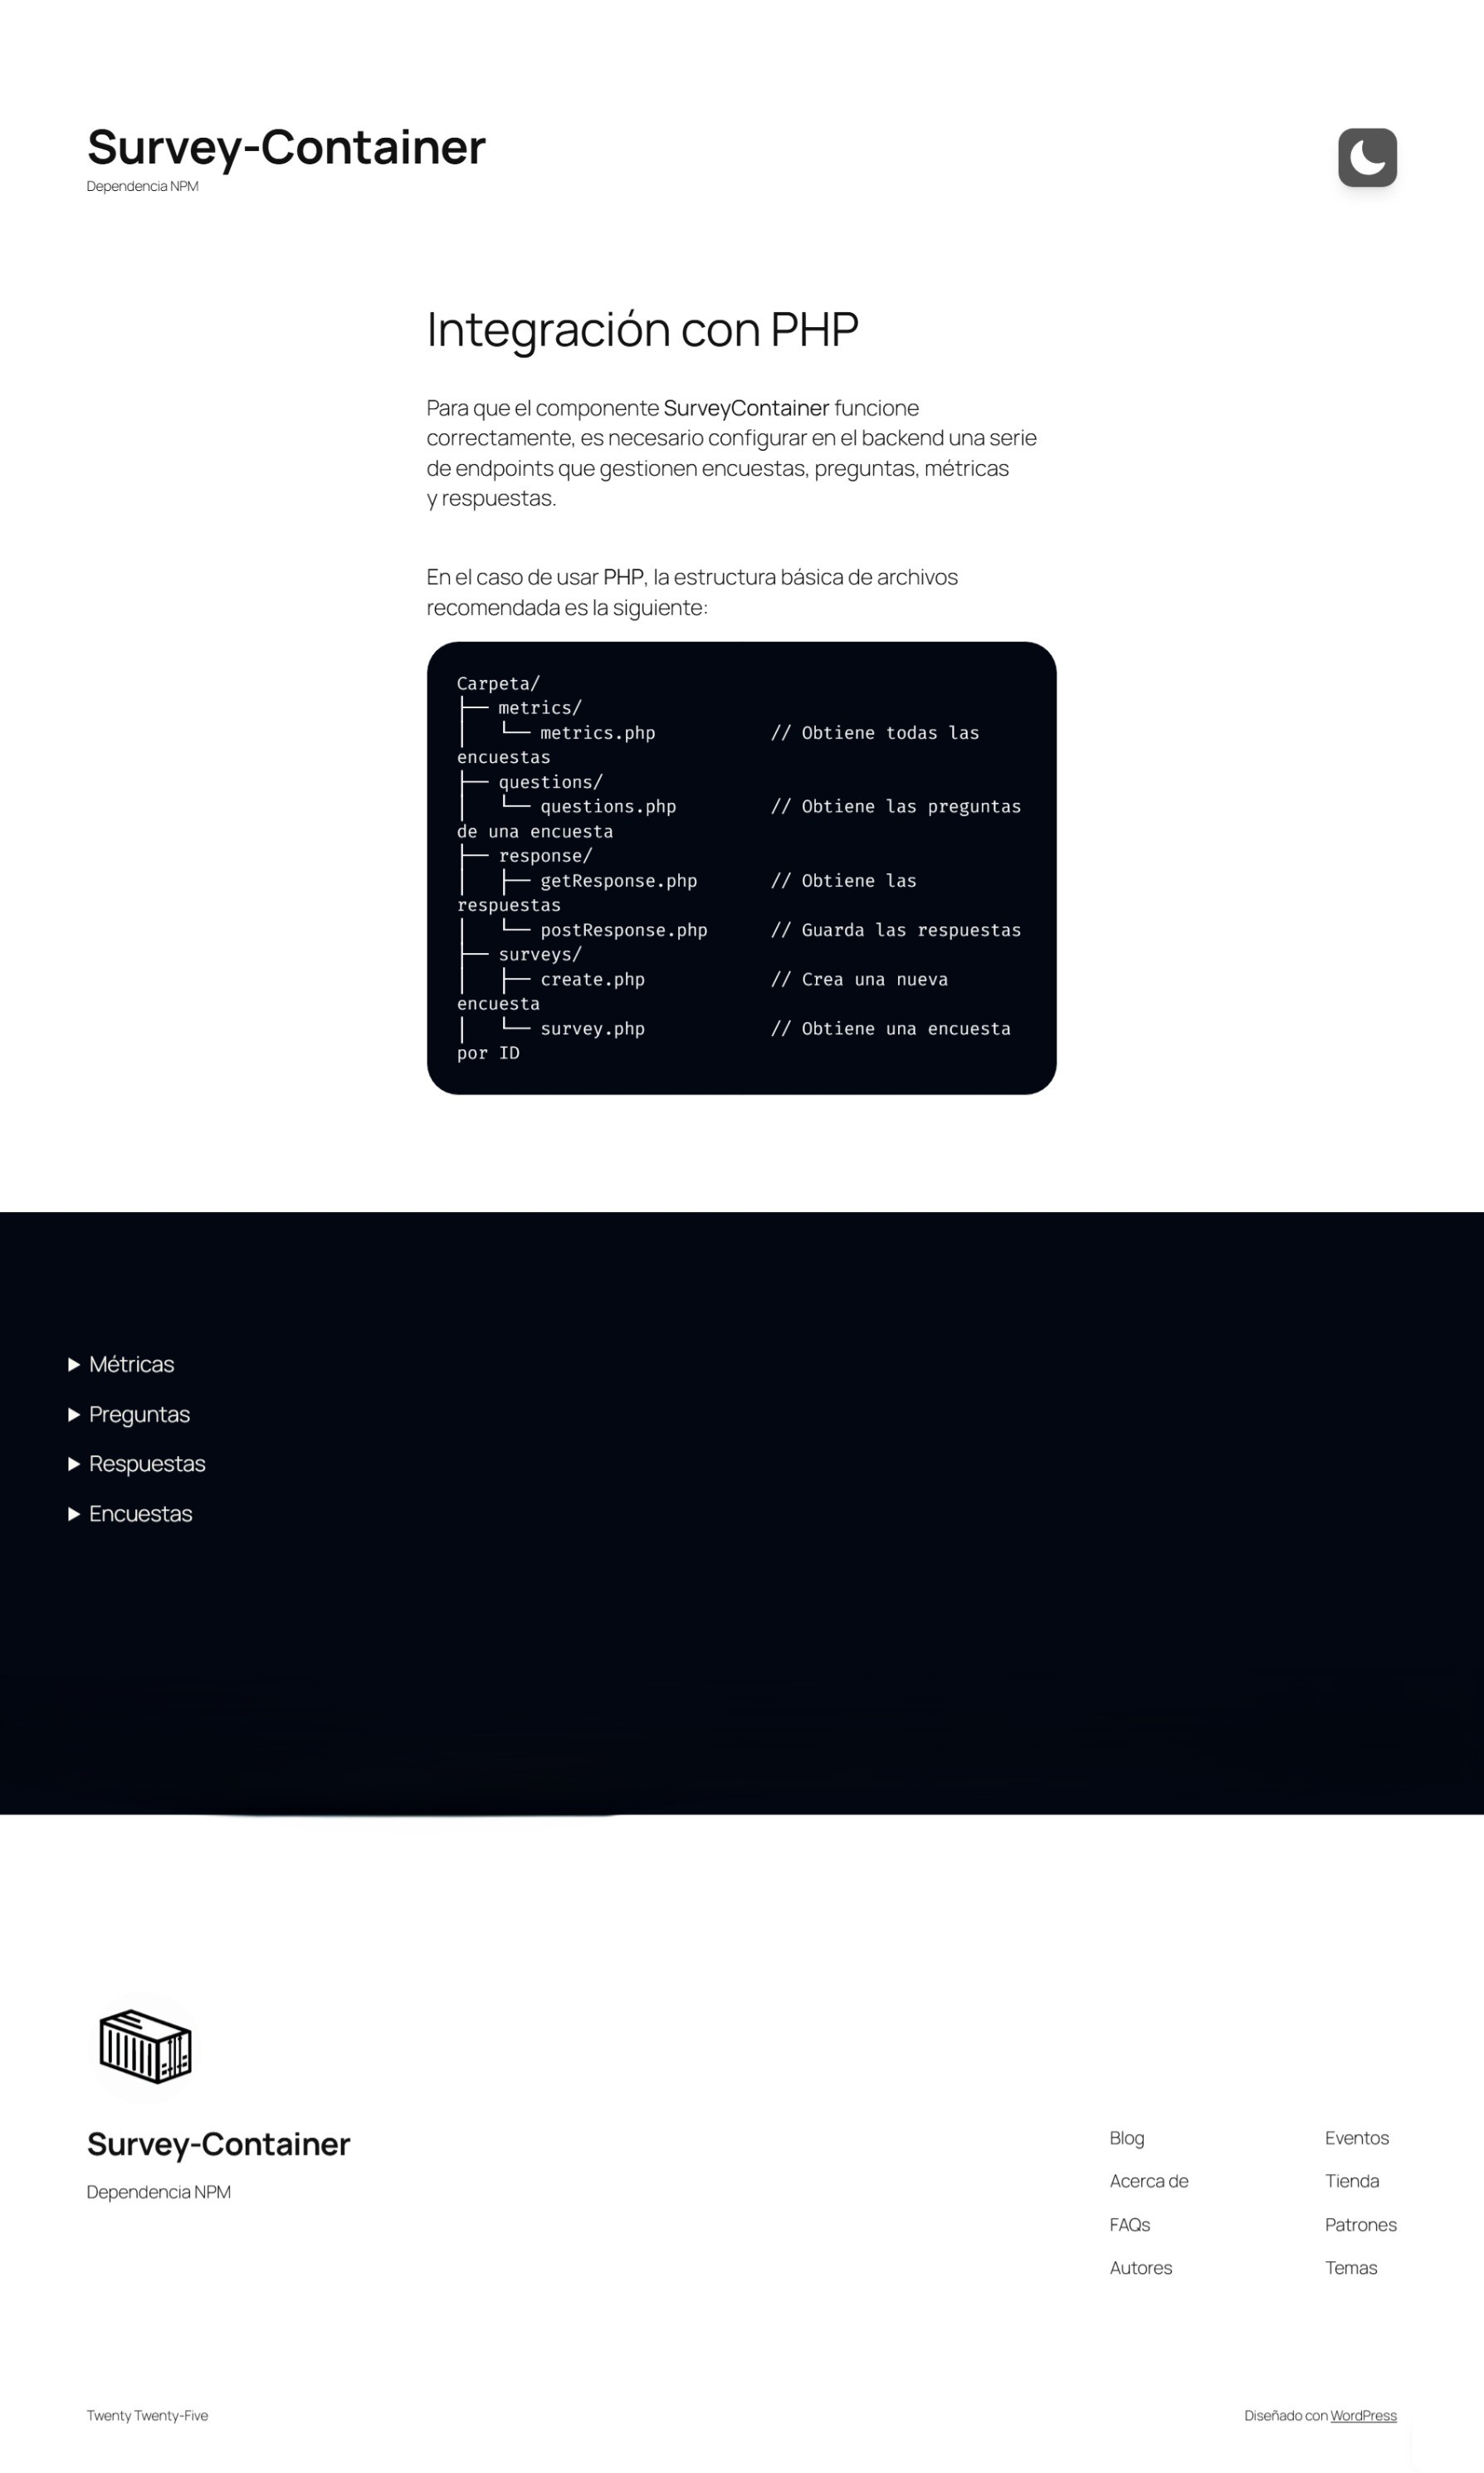 Survey-Container
Dependencia NPM
Integración con PHP
Para que el componente SurveyContainer funcione
correctamente, es necesario configurar en el backend una serie
de endpoints que gestionen encuestas, preguntas, métricas
y respuestas.
En el caso de usar PHP, la estructura básica de archivos
recomendada es la siguiente:
Carpeta/
├── metrics/
│   └── metrics.php           // Obtiene todas las
encuestas
├── questions/
│   └── questions.php         // Obtiene las preguntas
de una encuesta
├── response/
│   ├── getResponse.php       // Obtiene las
respuestas
│   └── postResponse.php      // Guarda las respuestas
├── surveys/
│   ├── create.php            // Crea una nueva
encuesta
│   └── survey.php            // Obtiene una encuesta
por ID
▶ Métricas
▶ Preguntas
▶ Respuestas
▶ Encuestas
Survey-Container
Dependencia NPM
Blog
Acerca de
FAQs
Autores
Eventos
Tienda
Patrones
Temas
Twenty Twenty-Five
Diseñado con WordPress